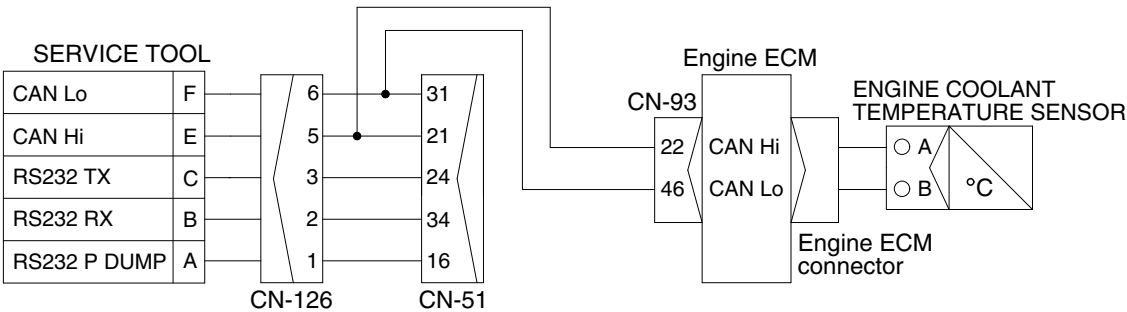 SERVICE TOOL
CAN Lo F 6 31
CAN Hi E 5 21
RS232 TX C 3 24
RS232 RX B 2 34
RS232 P DUMP A 1 16
CN-126
CN-51
Engine ECM
CN-93
22 CAN Hi
46 CAN Lo
Engine ECM
connector
ENGINE COOLANT
TEMPERATURE SENSOR
A
B
°C